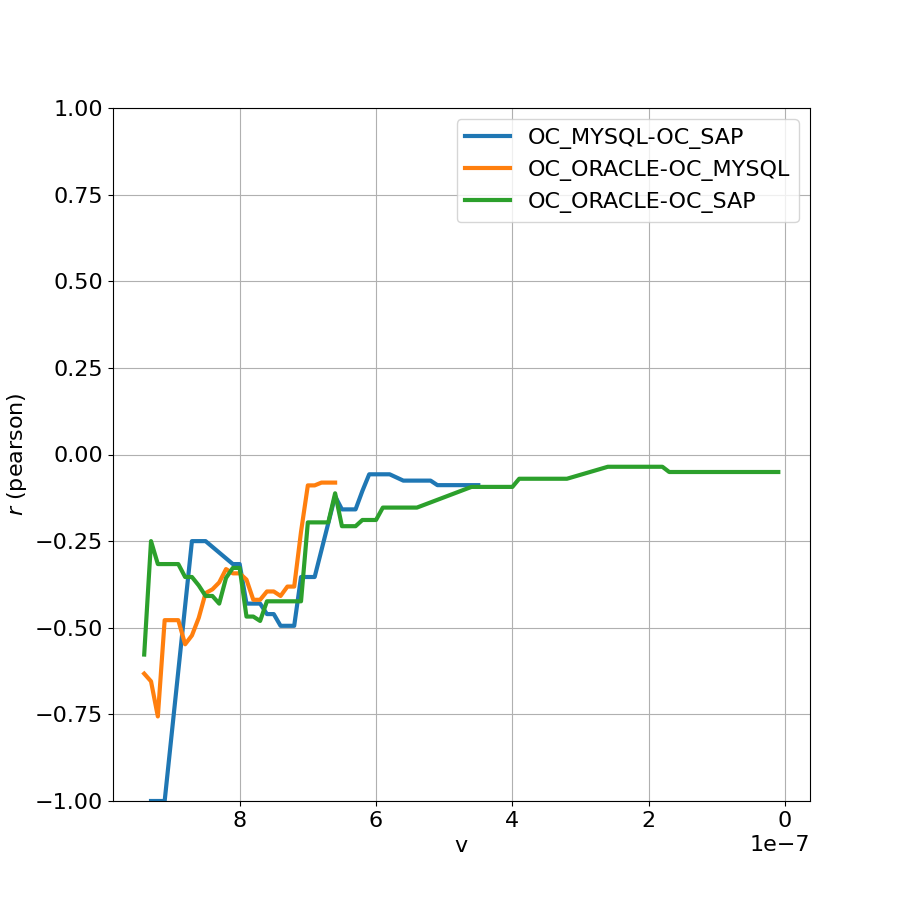 1.00
0.75
0.50
0.25
0.00
−0.25
−0.50
−0.75
−1.00
r (pearson)
OC_MYSQL-OC_SAP
OC_ORACLE-OC_MYSQL
OC_ORACLE-OC_SAP
8 6 4 2 0
v
1e−7